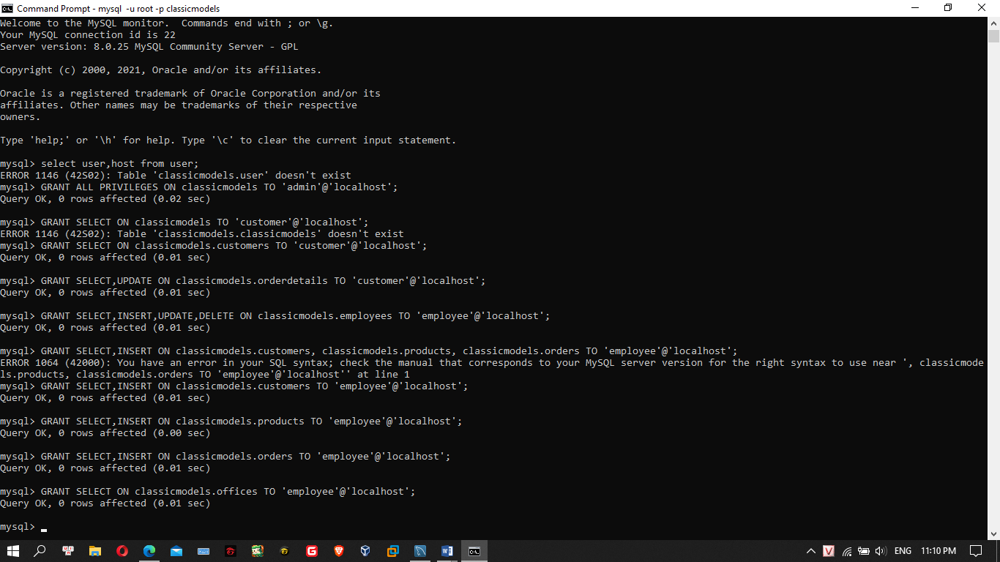 Command Prompt - mysql -u root -p classicmodels
Welcome to the MySQL monitor.  Commands end with ; or \g.
Your MySQL connection id is 22
Server version: 8.0.25 MySQL Community Server - GPL
Copyright (c) 2000, 2021, Oracle and/or its affiliates.
Oracle is a registered trademark of Oracle Corporation and/or its
affiliates. Other names may be trademarks of their respective
owners.
Type 'help;' or '\h' for help. Type '\c' to clear the current input statement.
mysql> select user,host from user;
ERROR 1146 (42S02): Table 'classicmodels.user' doesn't exist
mysql> GRANT ALL PRIVILEGES ON classicmodels TO 'admin'@'localhost';
Query OK, 0 rows affected (0.02 sec)
mysql> GRANT SELECT ON classicmodels TO 'customer'@'localhost';
ERROR 1146 (42S02): Table 'classicmodels.classicmodels' doesn't exist
mysql> GRANT SELECT ON classicmodels.customers TO 'customer'@'localhost';
Query OK, 0 rows affected (0.01 sec)
mysql> GRANT SELECT,UPDATE ON classicmodels.orderdetails TO 'customer'@'localhost';
Query OK, 0 rows affected (0.01 sec)
mysql> GRANT SELECT,INSERT,UPDATE,DELETE ON classicmodels.employees TO 'employee'@'localhost';
Query OK, 0 rows affected (0.01 sec)
mysql> GRANT SELECT,INSERT ON classicmodels.customers, classicmodels.products, classicmodels.orders TO 'employee'@'localhost';
ERROR 1064 (42000): You have an error in your SQL syntax; check the manual that corresponds to your MySQL server version for the right syntax to use near ', classicmode
ls.products, classicmodels.orders TO 'employee'@'localhost'' at line 1
mysql> GRANT SELECT,INSERT ON classicmodels.customers TO 'employee'@'localhost';
Query OK, 0 rows affected (0.01 sec)
mysql> GRANT SELECT,INSERT ON classicmodels.products TO 'employee'@'localhost';
Query OK, 0 rows affected (0.00 sec)
mysql> GRANT SELECT,INSERT ON classicmodels.orders TO 'employee'@'localhost';
Query OK, 0 rows affected (0.01 sec)
mysql> GRANT SELECT ON classicmodels.offices TO 'employee'@'localhost';
Query OK, 0 rows affected (0.01 sec)
mysql> _
ENG 11:10 PM